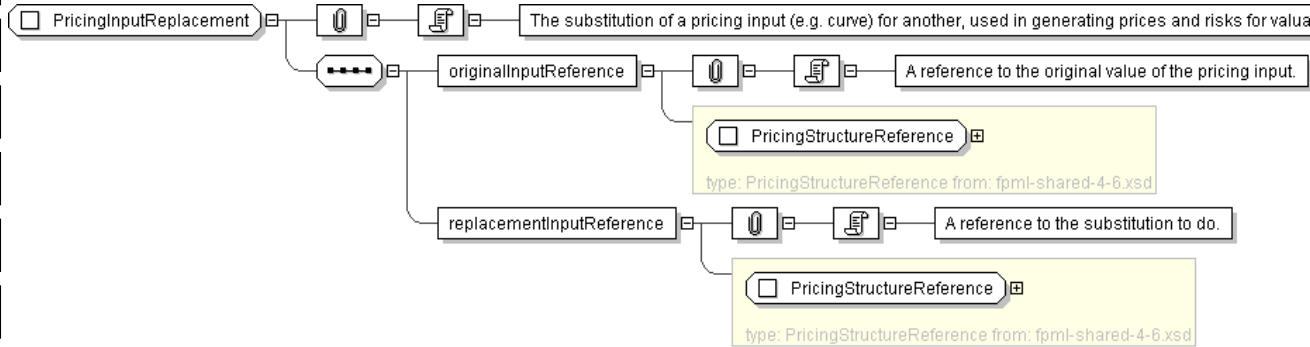 PricingInputReplacement
The substitution of a pricing input (e.g. curve) for another, used in generating prices and risks for
originalInputReference
A reference to the original value of the pricing input.
PricingStructureReference
type: PricingStructureReference from: fpml-shared-4-6.xsd
replacementInputReference
A reference to the substitution to do.
PricingStructureReference
type: PricingStructureReference from: fpml-shared-4-6.xsd